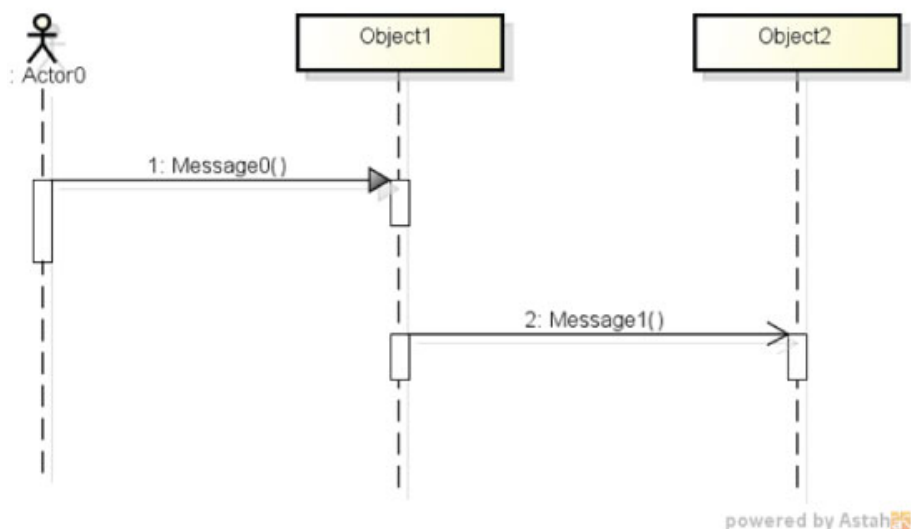 Object1
Object2
: Actor0
1: Message0()
2: Message1()
powered by Astah